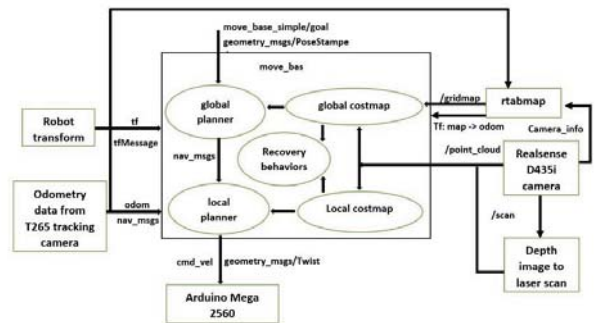 move_base_simple/goal
geometry_msgs/PoseStampe
move_bas
global
planner
global costmap
/gridmap
rtabmap
Robot
transform
tf
tfMessage
Tf: map -> odom
Camera_info
nav_msgs
Recovery
behaviors
/point_cloud
Realsense
D435i
camera
Odometry
data from
T265 tracking
camera
odom
nav_msgs
local
planner
Local costmap
/scan
cmd_vel
geometry_msgs/Twist
Depth
image to
laser scan
Arduino Mega
2560